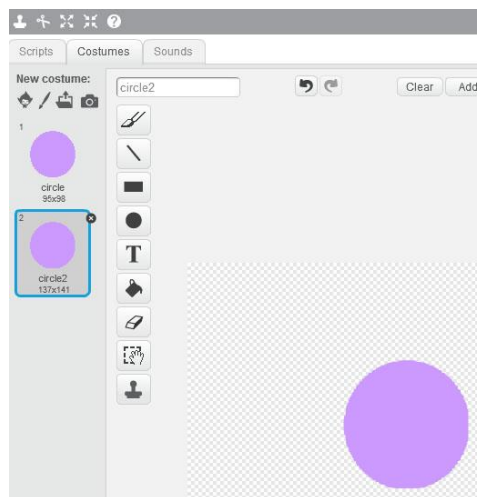 Scripts Costumes Sounds
New costume:
circle2
Clear Add
1
circle
95x98
2
circle2
137x141
T